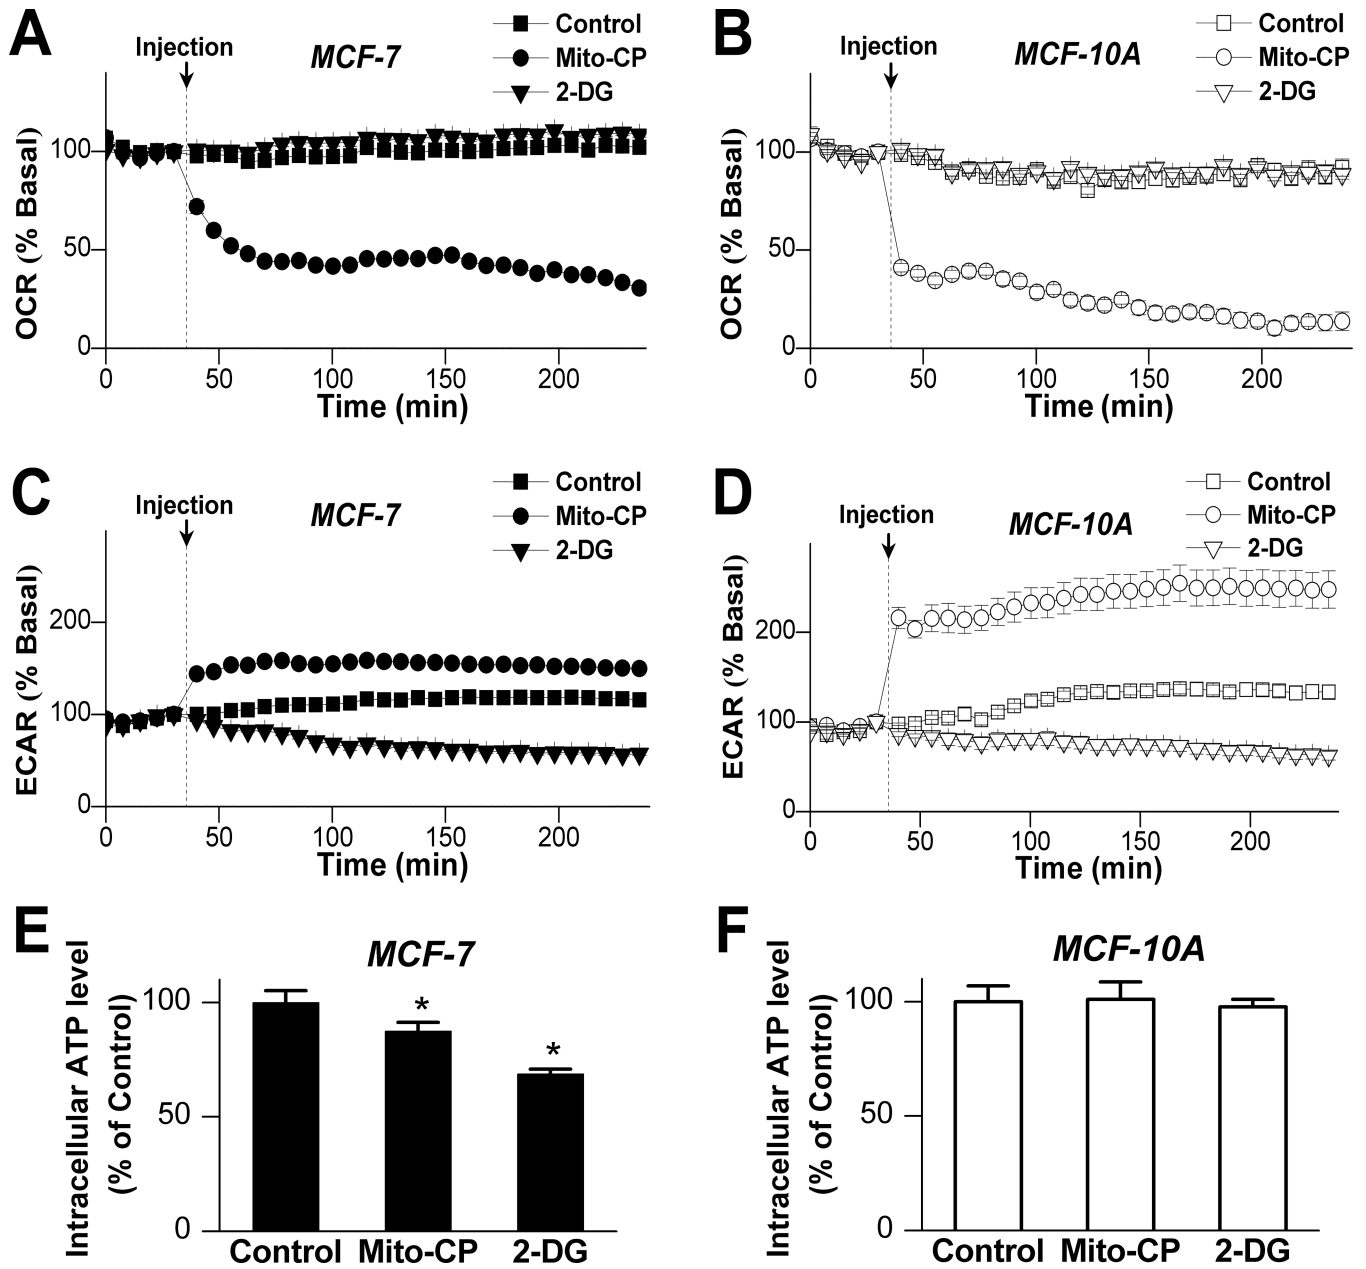 A
Injection
MCF-7
Control
Mito-CP
2-DG
OCR (% Basal)
100
50
0
0 50 100 150 200
Time (min)
B
Injection
MCF-10A
Control
Mito-CP
2-DG
OCR (% Basal)
100
50
0
0 50 100 150 200
Time (min)
C
Injection
MCF-7
Control
Mito-CP
2-DG
ECAR (% Basal)
200
100
0
0 50 100 150 200
Time (min)
D
Injection
MCF-10A
Control
Mito-CP
2-DG
ECAR (% Basal)
200
100
0
0 50 100 150 200
Time (min)
E
MCF-7
Intracellular ATP level
(% of Control)
100
50
0
*
*
Control Mito-CP 2-DG
F
MCF-10A
Intracellular ATP level
(% of Control)
100
50
0
Control Mito-CP 2-DG